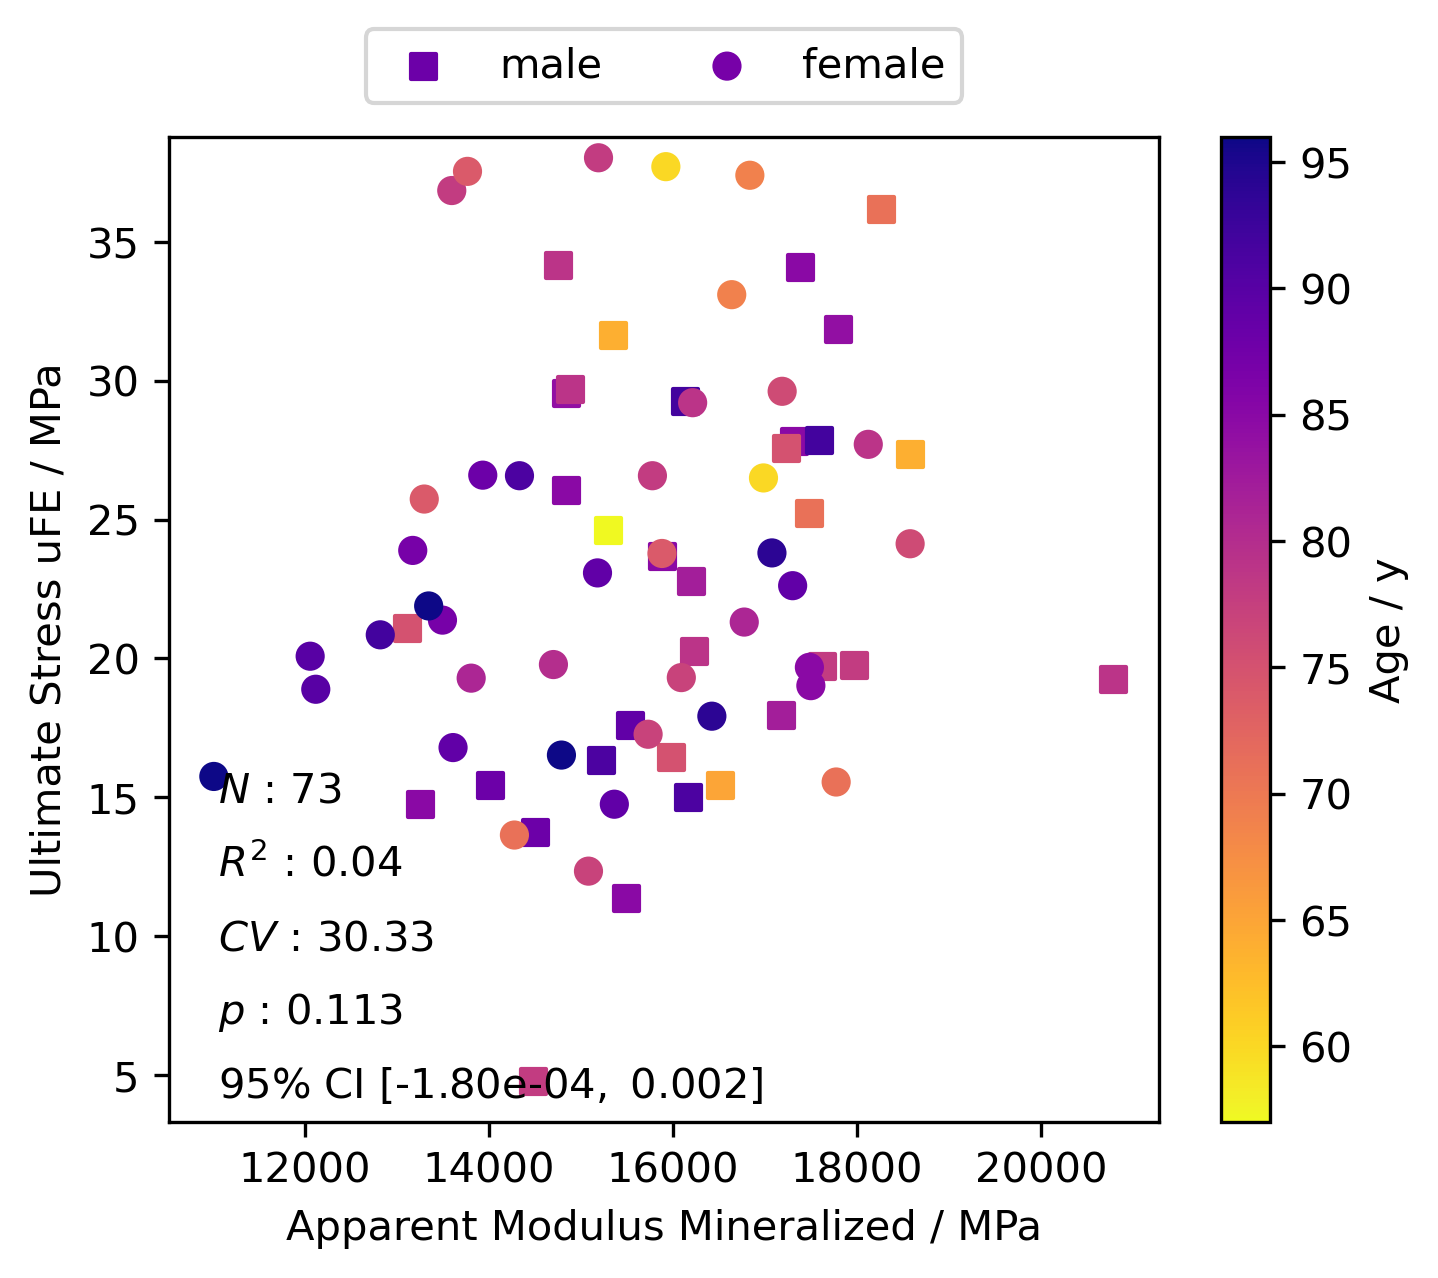 male female
35
30
25
20
15
10
5
Ultimate Stress uFE / MPa
N : 73
R² : 0.04
CV : 30.33
p : 0.113
95% CI [-1.80e-04, 0.002]
12000 14000 16000 18000 20000
Apparent Modulus Mineralized / MPa
95
90
85
80
75
70
65
60
Age / y